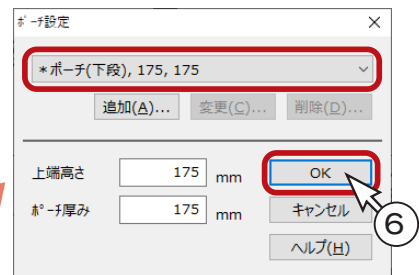 ﾎﾟｰﾁ設定
*ポーチ(下段), 175, 175
追加(A)... 変更(C)... 削除(D)...
上端高さ 175 mm OK
ﾎﾟｰﾁ厚み 175 mm キャンセル
6
ヘルプ(H)